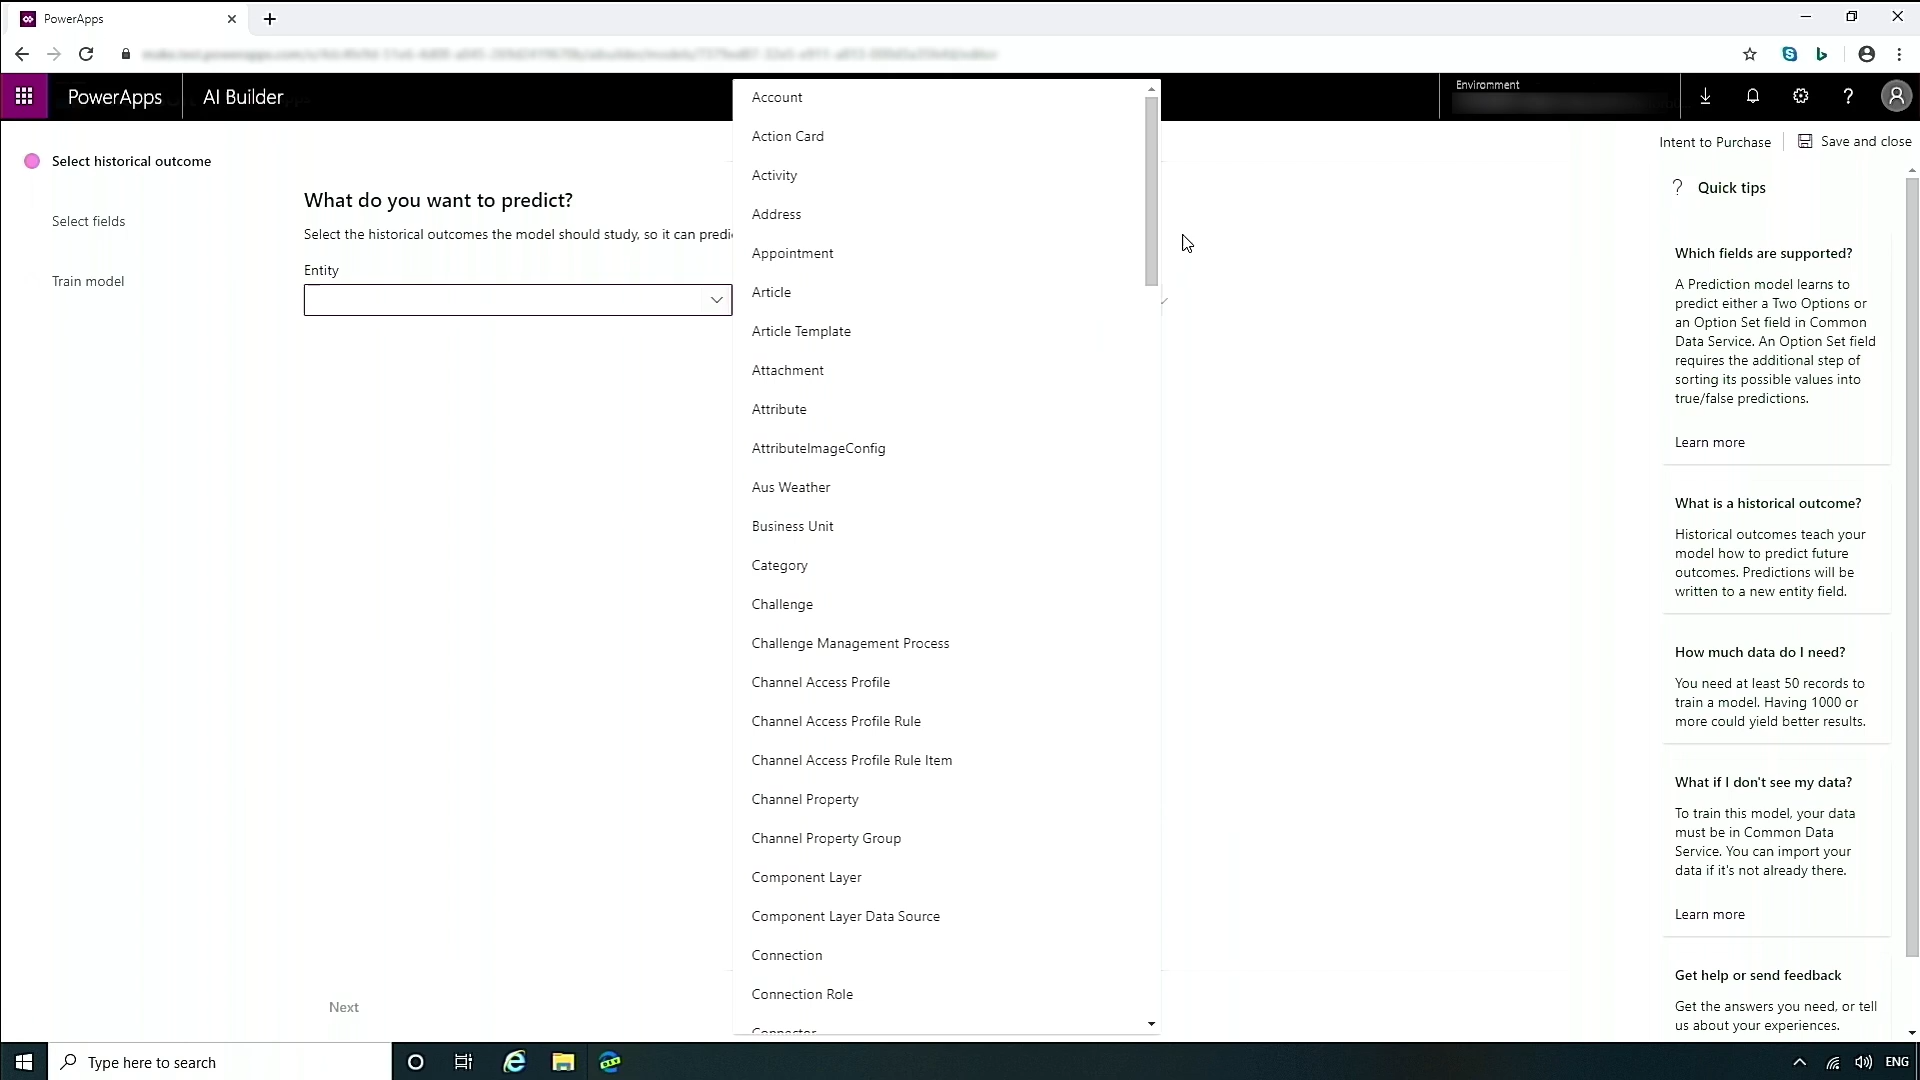 PowerApps
PowerApps
AI Builder
Environment
Intent to Purchase
Save and close
Select historical outcome
Select fields
Train model
What do you want to predict?
Select the historical outcomes the model should study, so it can predi
Entity
Account
Action Card
Activity
Address
Appointment
Article
Article Template
Attachment
Attribute
AttributeImageConfig
Aus Weather
Business Unit
Category
Challenge
Challenge Management Process
Channel Access Profile
Channel Access Profile Rule
Channel Access Profile Rule Item
Channel Property
Channel Property Group
Component Layer
Component Layer Data Source
Connection
Connection Role
Connector
Next
? Quick tips
Which fields are supported?
A Prediction model learns to
predict either a Two Options or
an Option Set field in Common
Data Service. An Option Set field
requires the additional step of
sorting its possible values into
true/false predictions.
Learn more
What is a historical outcome?
Historical outcomes teach your
model how to predict future
outcomes. Predictions will be
written to a new entity field.
How much data do I need?
You need at least 50 records to
train a model. Having 1000 or
more could yield better results.
What if I don't see my data?
To train this model, your data
must be in Common Data
Service. You can import your
data if it's not already there.
Learn more
Get help or send feedback
Get the answers you need, or tell
us about your experiences.
Type here to search
ENG